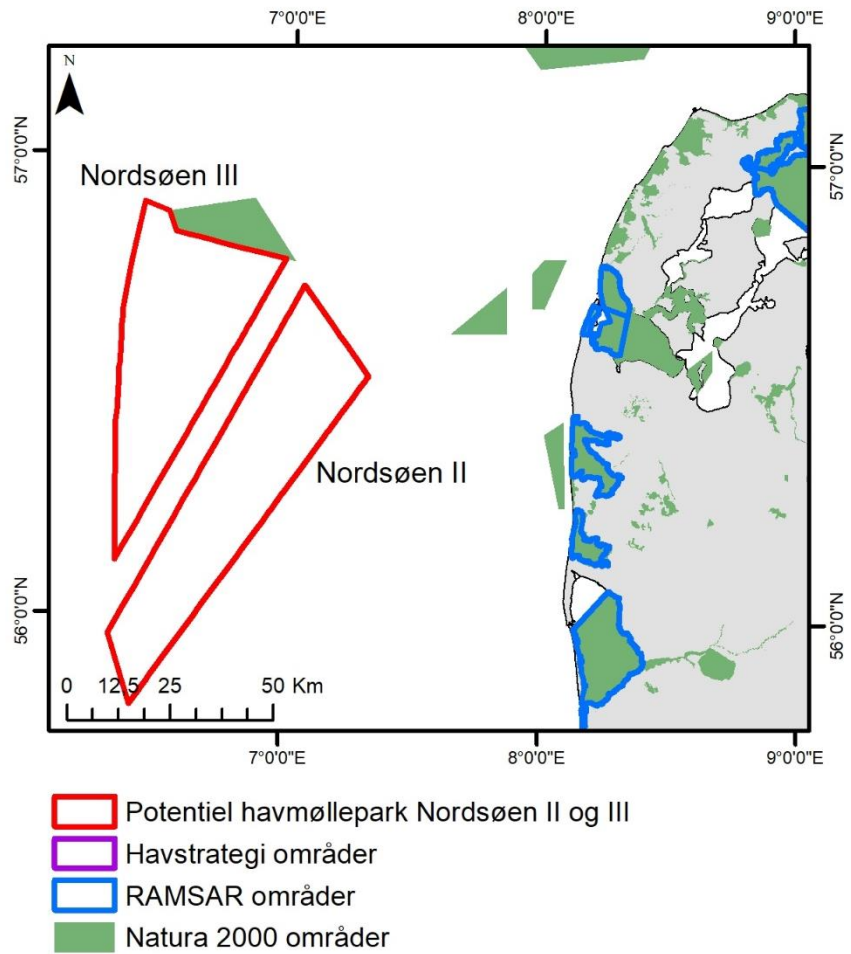 7°0'0"E 8°0'0"E 9°0'0"E
N
57°0'0"N 57°0'0"N
Nordsøen III
Nordsøen II
56°0'0"N 56°0'0"N
0 12,5 25 50 Km
7°0'0"E 8°0'0"E 9°0'0"E
Potentiel havmøllepark Nordsøen II og III
Havstrategi områder
RAMSAR områder
Natura 2000 områder